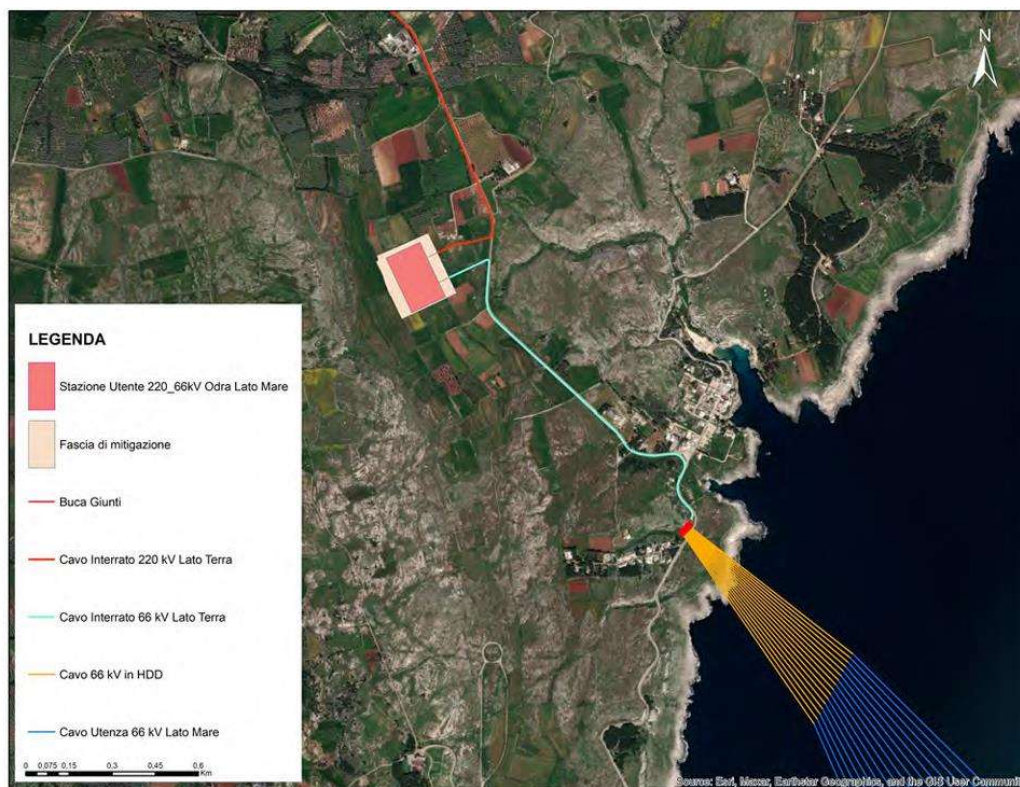 N
LEGENDA
Stazione Utente 220_66kV Odra Lato Mare
Fascia di mitigazione
Buca Giunti
Cavo Interrato 220 kV Lato Terra
Cavo Interrato 66 kV Lato Terra
Cavo 66 kV in HDD
Cavo Utenza 66 kV Lato Mare
0 0,075 0,15 0,3 0,45 0,6
Km
Source: Esri, Maxar, Earthstar Geographics, and the GIS User Communit